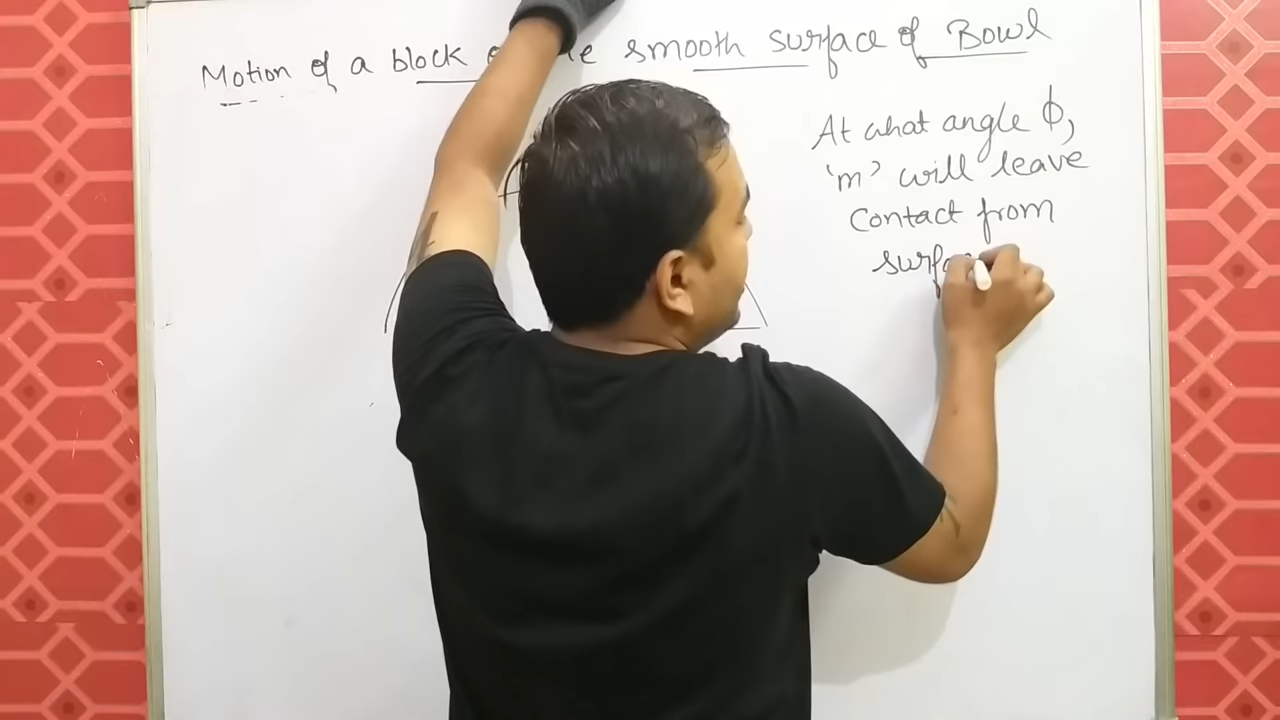 Motion of a block smooth surface of Bowl
At what angle ϕ,
'm' will leave
Contact from